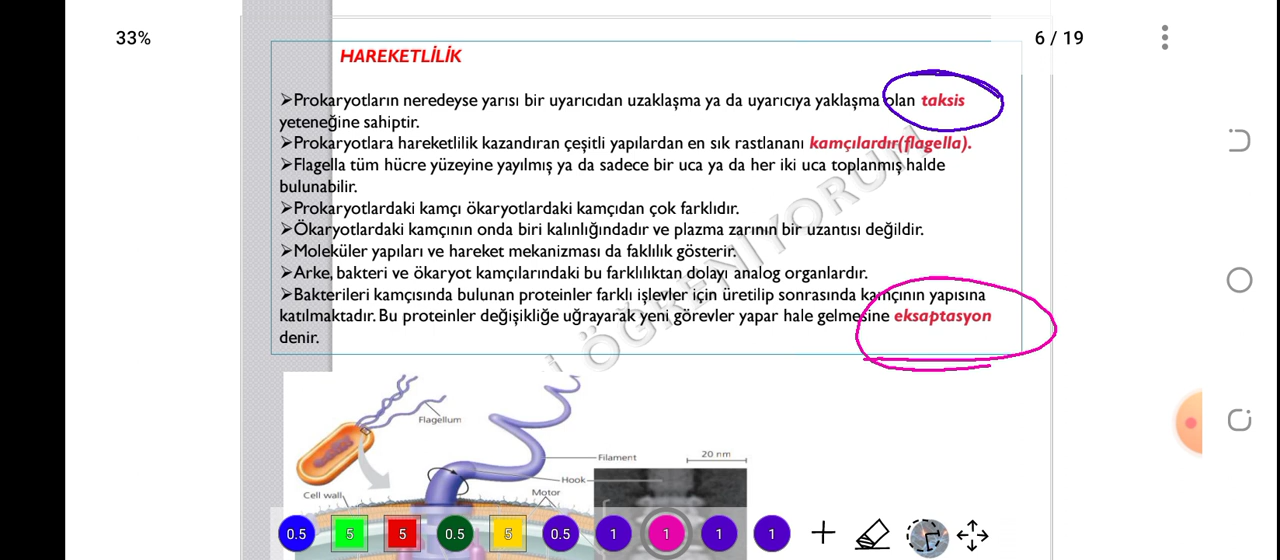 33%
6 / 19
HAREKETLİLİK
➢Prokaryotların neredeyse yarısı bir uyarıcıdan uzaklaşma ya da uyarıcıya yaklaşma olan taksis
yeteneğine sahiptir.
➢Prokaryotlara hareketlilik kazandıran çeşitli yapılardan en sık rastlananı kamçılardır(flagella).
➢Flagella tüm hücre yüzeyine yayılmış ya da sadece bir uca ya da her iki uca toplanmış halde
bulunabilir.
➢Prokaryotlardaki kamçı ökaryotlardaki kamçıdan çok farklıdır.
➢Ökaryotlardaki kamçının onda biri kalınlığındadır ve plazma zarının bir uzantısı değildir.
➢Moleküler yapıları ve hareket mekanizması da faklılık gösterir.
➢Arke, bakteri ve ökaryot kamçılarındaki bu farklılıktan dolayı analog organlardır.
➢Bakterileri kamçısında bulunan proteinler farklı işlevler için üretilip sonrasında kamçının yapısına
katılmaktadır. Bu proteinler değişikliğe uğrayarak yeni görevler yapar hale gelmesine eksaptasyon
denir.
ÖĞRENİYORUM
Flagellum
Filament
20 nm
Hook
Cell wall
Motor
0.5 5 5 0.5 5 0.5 1 1 1 1